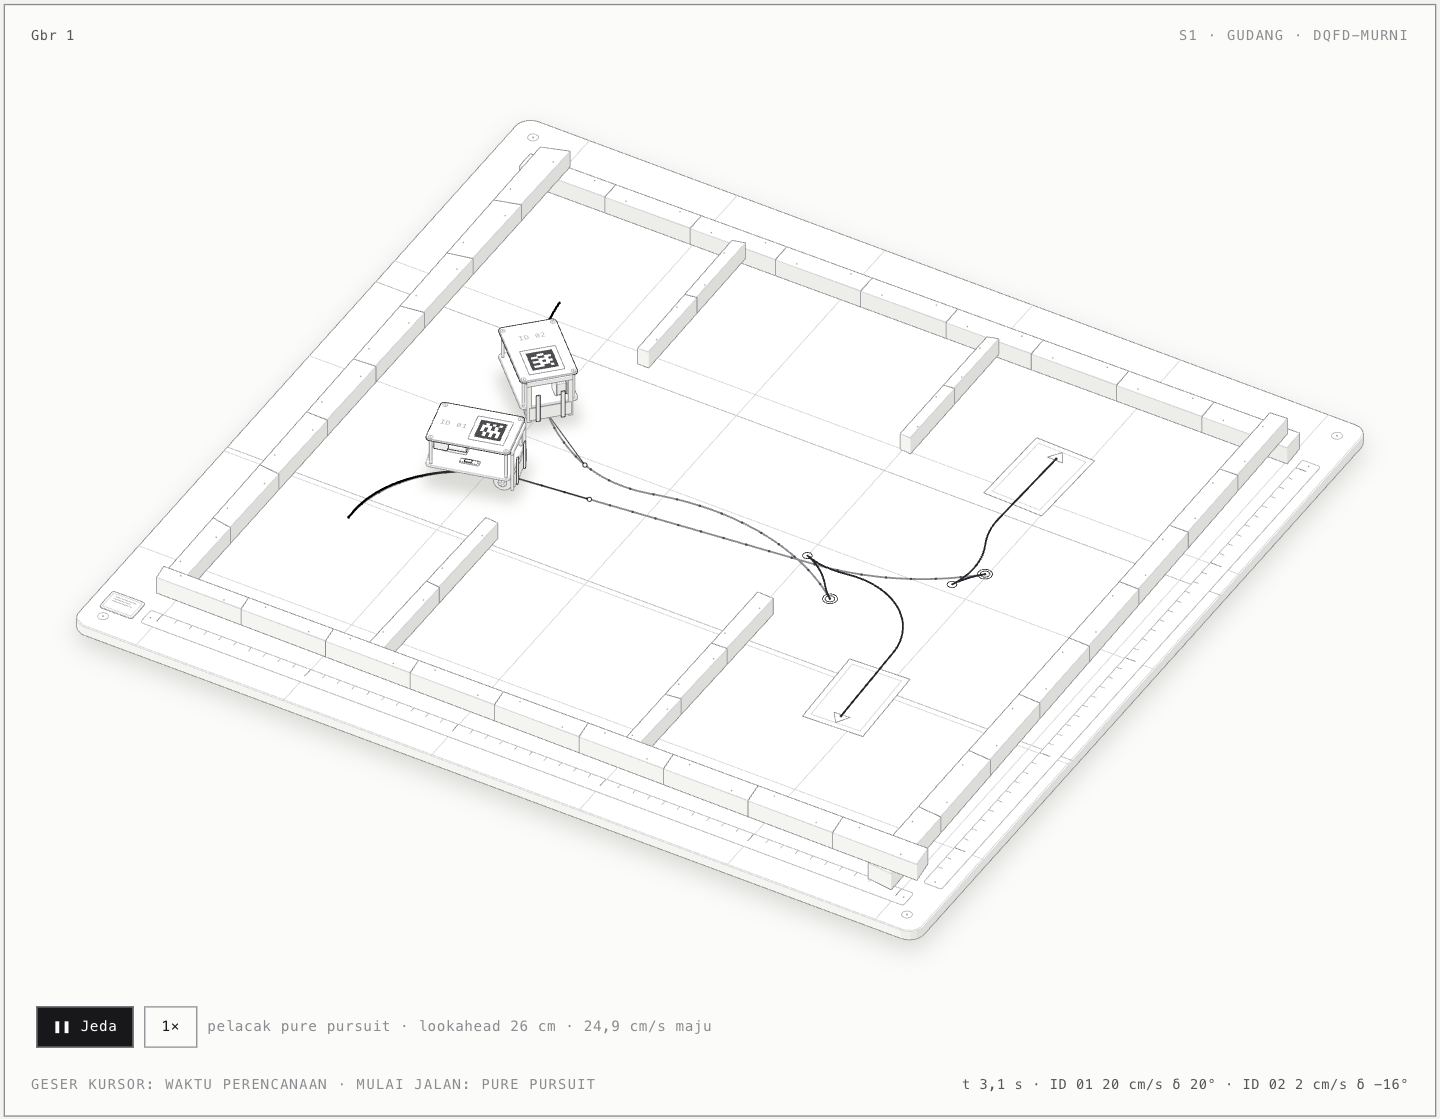 Gbr 1
S1 · GUDANG · DQFD−MURNI
ID 02
ID 01
Jeda
1×
pelacak pure pursuit · lookahead 26 cm · 24,9 cm/s maju
GESER KURSOR: WAKTU PERENCANAAN · MULAI JALAN: PURE PURSUIT
t 3,1 s · ID 01 20 cm/s δ 20° · ID 02 2 cm/s δ −16°